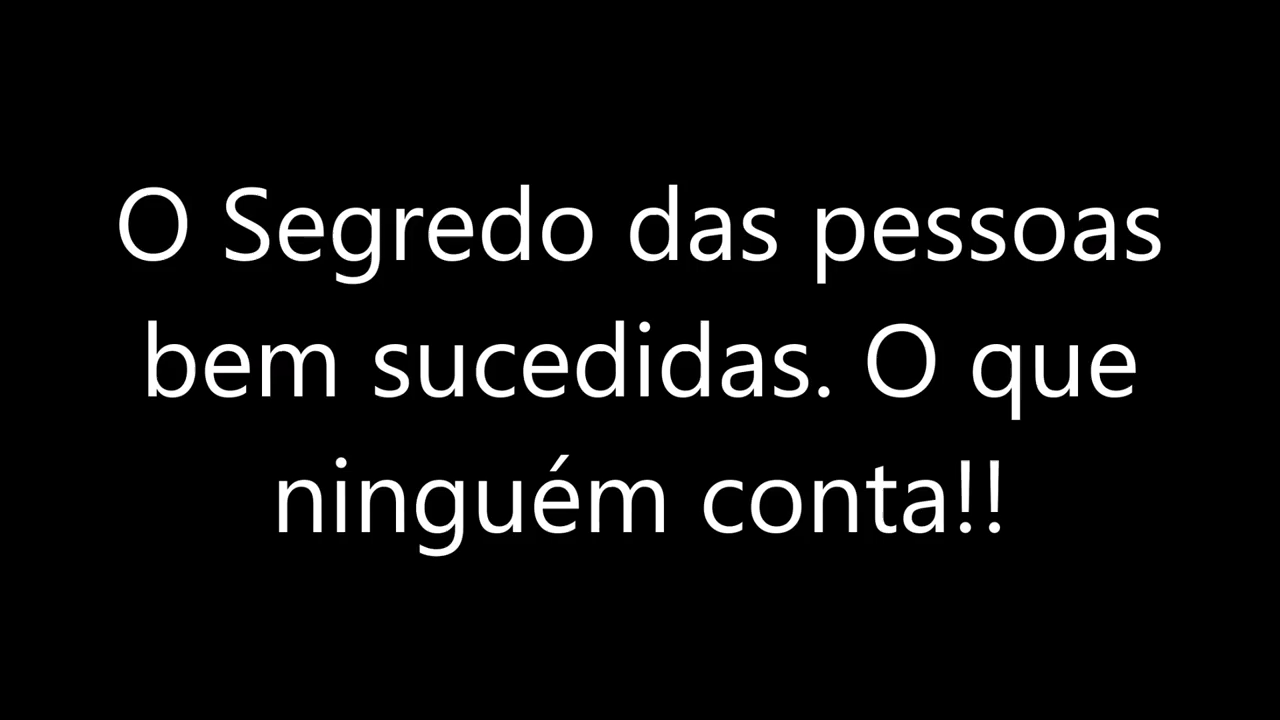 O Segredo das pessoas
bem sucedidas. O que
ninguém conta!!